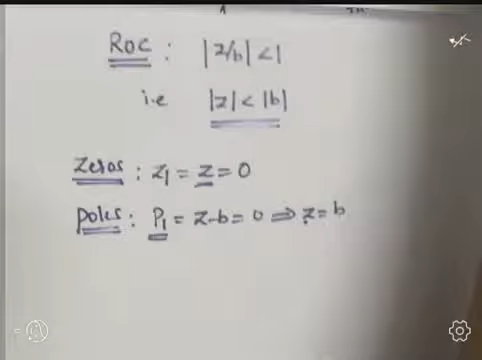 ROC : |z/b| < 1
i.e |z| < |b|
Zeros : z₁ = z = 0
Poles : P₁ = z-b = 0 ⇒ z = b